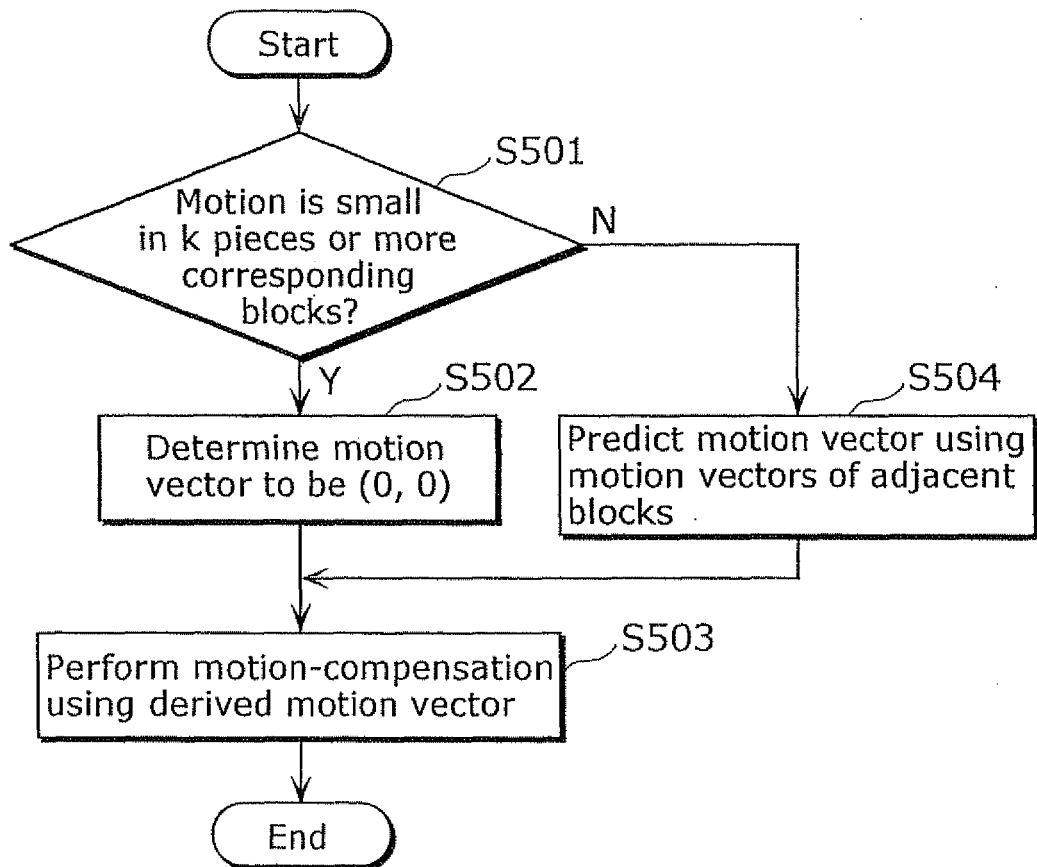 Start
S501
Motion is small
in k pieces or more
corresponding
blocks?
N
Y
S502
Determine motion
vector to be (0, 0)
S504
Predict motion vector using
motion vectors of adjacent
blocks
S503
Perform motion-compensation
using derived motion vector
End